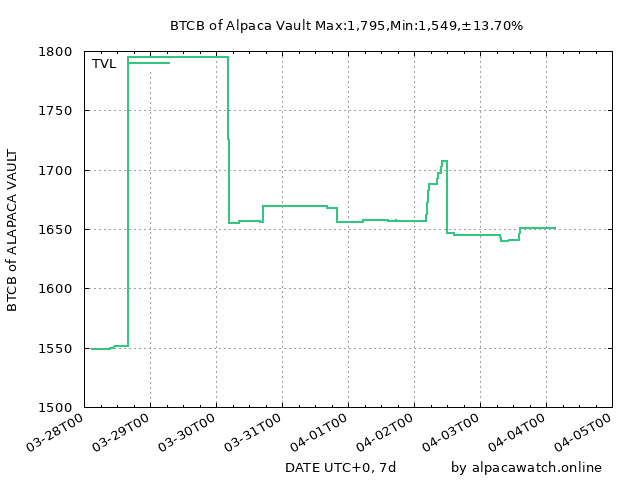 BTCB of Alpaca Vault Max:1,795,Min:1,549,±13.70%
TVL
1800
1750
1700
1650
1600
1550
1500
BTCB of ALAPACA VAULT
03-28T00
03-29T00
03-30T00
03-31T00
04-01T00
04-02T00
04-03T00
04-04T00
04-05T00
DATE UTC+0, 7d
by alpacawatch.online